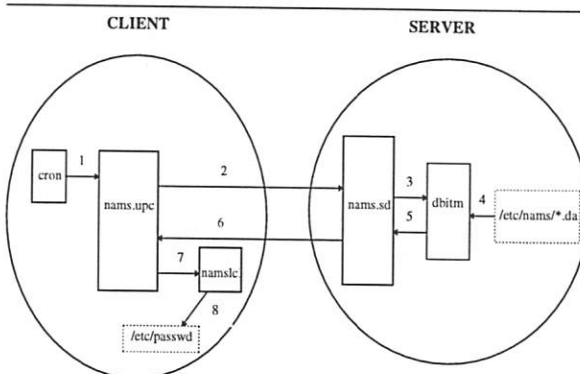 CLIENT
SERVER
cron
1
nams.upc
2
6
7
namslc
8
/etc/passwd
nams.sd
3
5
dbitm
4
/etc/nams/*.da